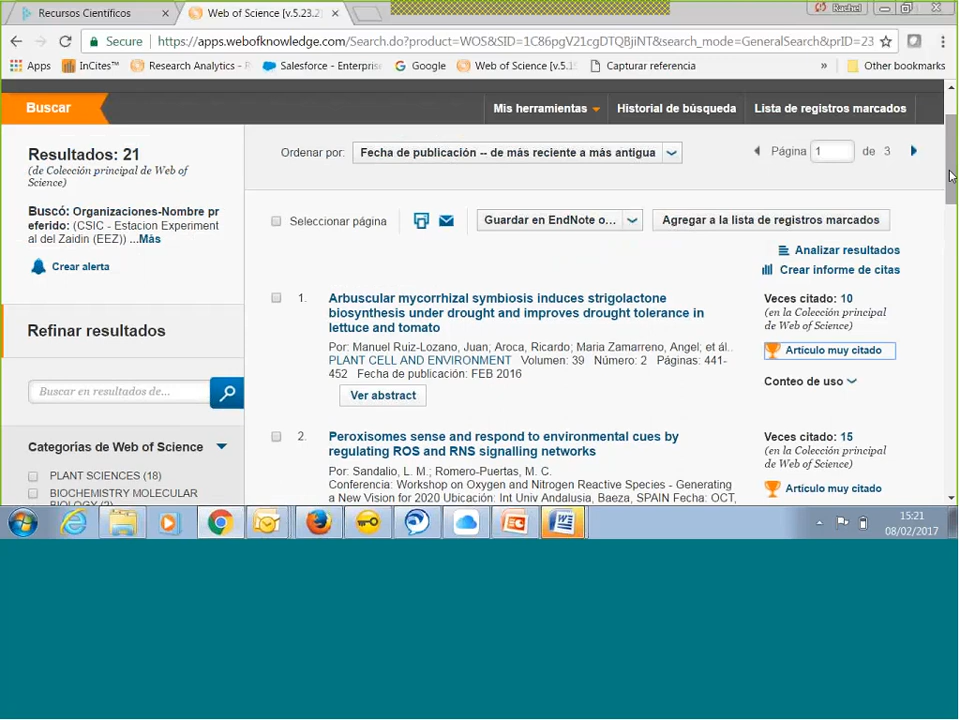 Recursos Científicos
Web of Science [v.5.23.2]
Rachel
Secure
https://apps.webofknowledge.com/Search.do?product=WOS&SID=1C86pgV21cgDTQBjiNT&search_mode=GeneralSearch&prID=23
Apps
InCites™
Research Analytics - R
Salesforce - Enterprise
Google
Web of Science [v.5.1
Capturar referencia
»
Other bookmarks
Buscar
Mis herramientas
Historial de búsqueda
Lista de registros marcados
Resultados: 21
(de Colección principal de Web of
Science)
Buscó: Organizaciones-Nombre pr
eferido: (CSIC - Estacion Experiment
al del Zaidin (EEZ)) ...Más
Crear alerta
Refinar resultados
Buscar en resultados de...
Categorías de Web of Science
PLANT SCIENCES (18)
BIOCHEMISTRY MOLECULAR
BIOLOGY (2)
Ordenar por:
Fecha de publicación -- de más reciente a más antigua
Página 1 de 3
Seleccionar página
Guardar en EndNote o...
Agregar a la lista de registros marcados
Analizar resultados
Crear informe de citas
1.
Arbuscular mycorrhizal symbiosis induces strigolactone
biosynthesis under drought and improves drought tolerance in
lettuce and tomato
Por: Manuel Ruiz-Lozano, Juan; Aroca, Ricardo; Maria Zamarreno, Angel; et ál..
PLANT CELL AND ENVIRONMENT Volumen: 39 Número: 2 Páginas: 441-
452 Fecha de publicación: FEB 2016
Ver abstract
Veces citado: 10
(en la Colección principal
de Web of Science)
Artículo muy citado
Conteo de uso
2.
Peroxisomes sense and respond to environmental cues by
regulating ROS and RNS signalling networks
Por: Sandalio, L. M.; Romero-Puertas, M. C.
Conferencia: Workshop on Oxygen and Nitrogen Reactive Species - Generating
a New Vision for 2020 Ubicación: Int Univ Andalusia, Baeza, SPAIN Fecha: OCT,
Veces citado: 15
(en la Colección principal
de Web of Science)
Artículo muy citado
15:21
08/02/2017